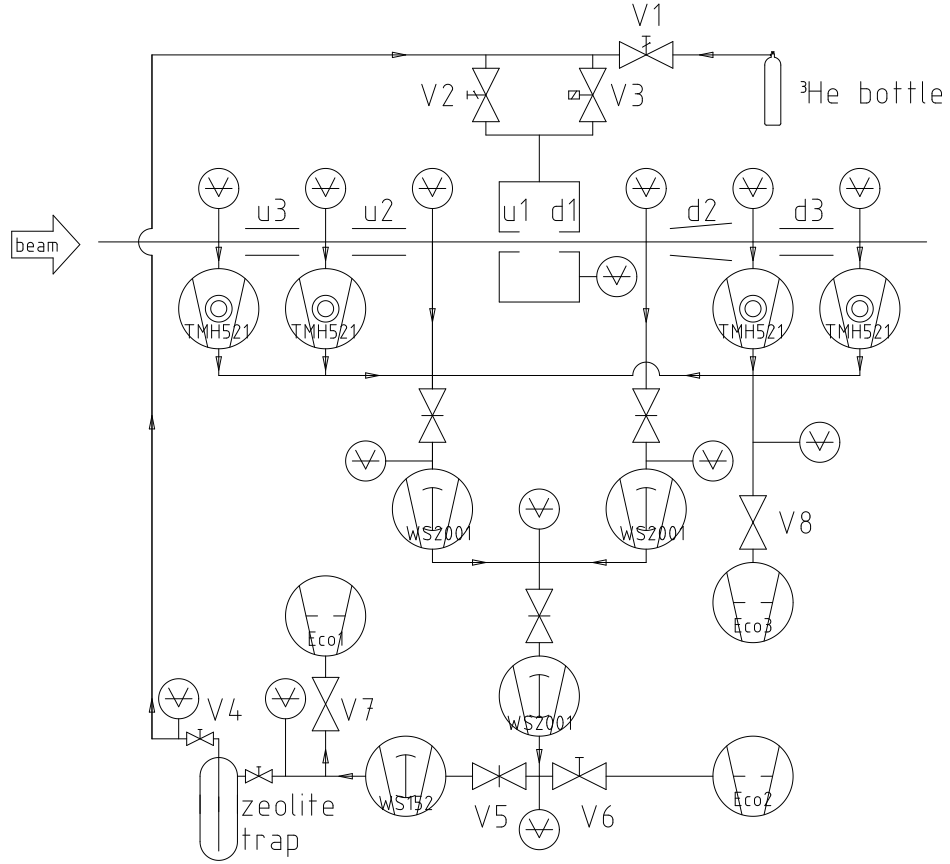 V1
V2
V3
³He bottle
u3
u2
u1
d1
d2
d3
beam
TMH521
TMH521
TMH521
TMH521
WS2001
WS2001
V8
Eco1
Eco3
V4
V7
WS2001
zeolite
trap
WS152
V5
V6
Eco2